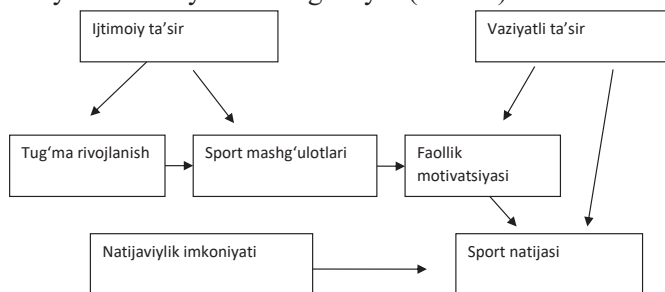 Ijtimoiy ta'sir
Vaziyatli ta'sir
Tug‘ma rivojlanish
Sport mashg‘ulotlari
Faollik
motivatsiyasi
Natijaviylik imkoniyati
Sport natijasi